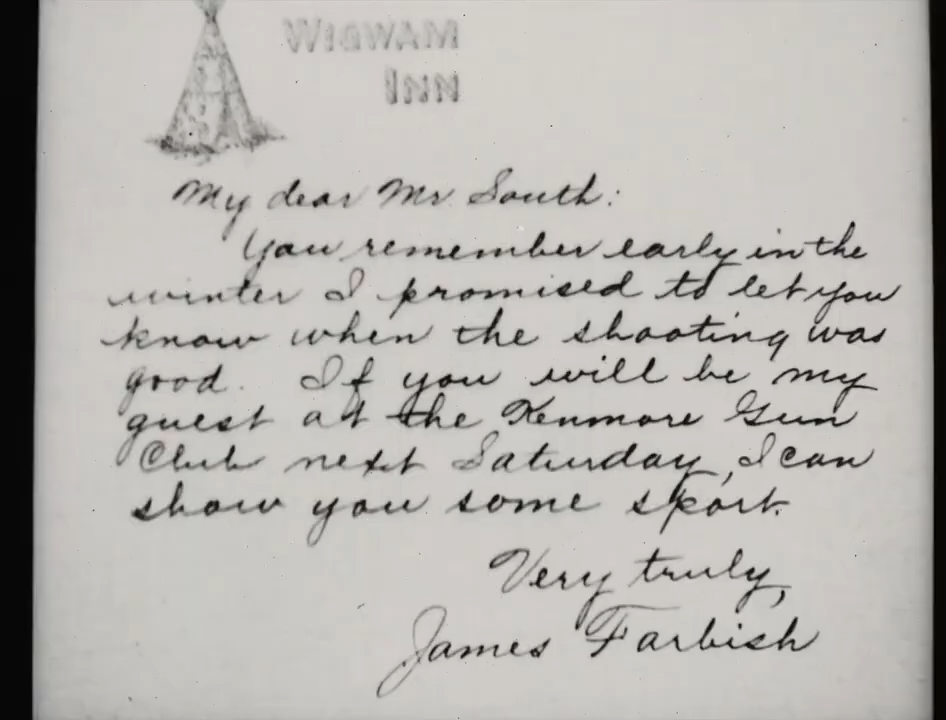 WIGWAM
INN
My dear Mr. South:
You remember early in the
winter I promised to let you
know when the shooting was
good. If you will be my
guest at the Kenmore Gun
Club next Saturday, I can
show you some sport.
Very truly,
James Farbish